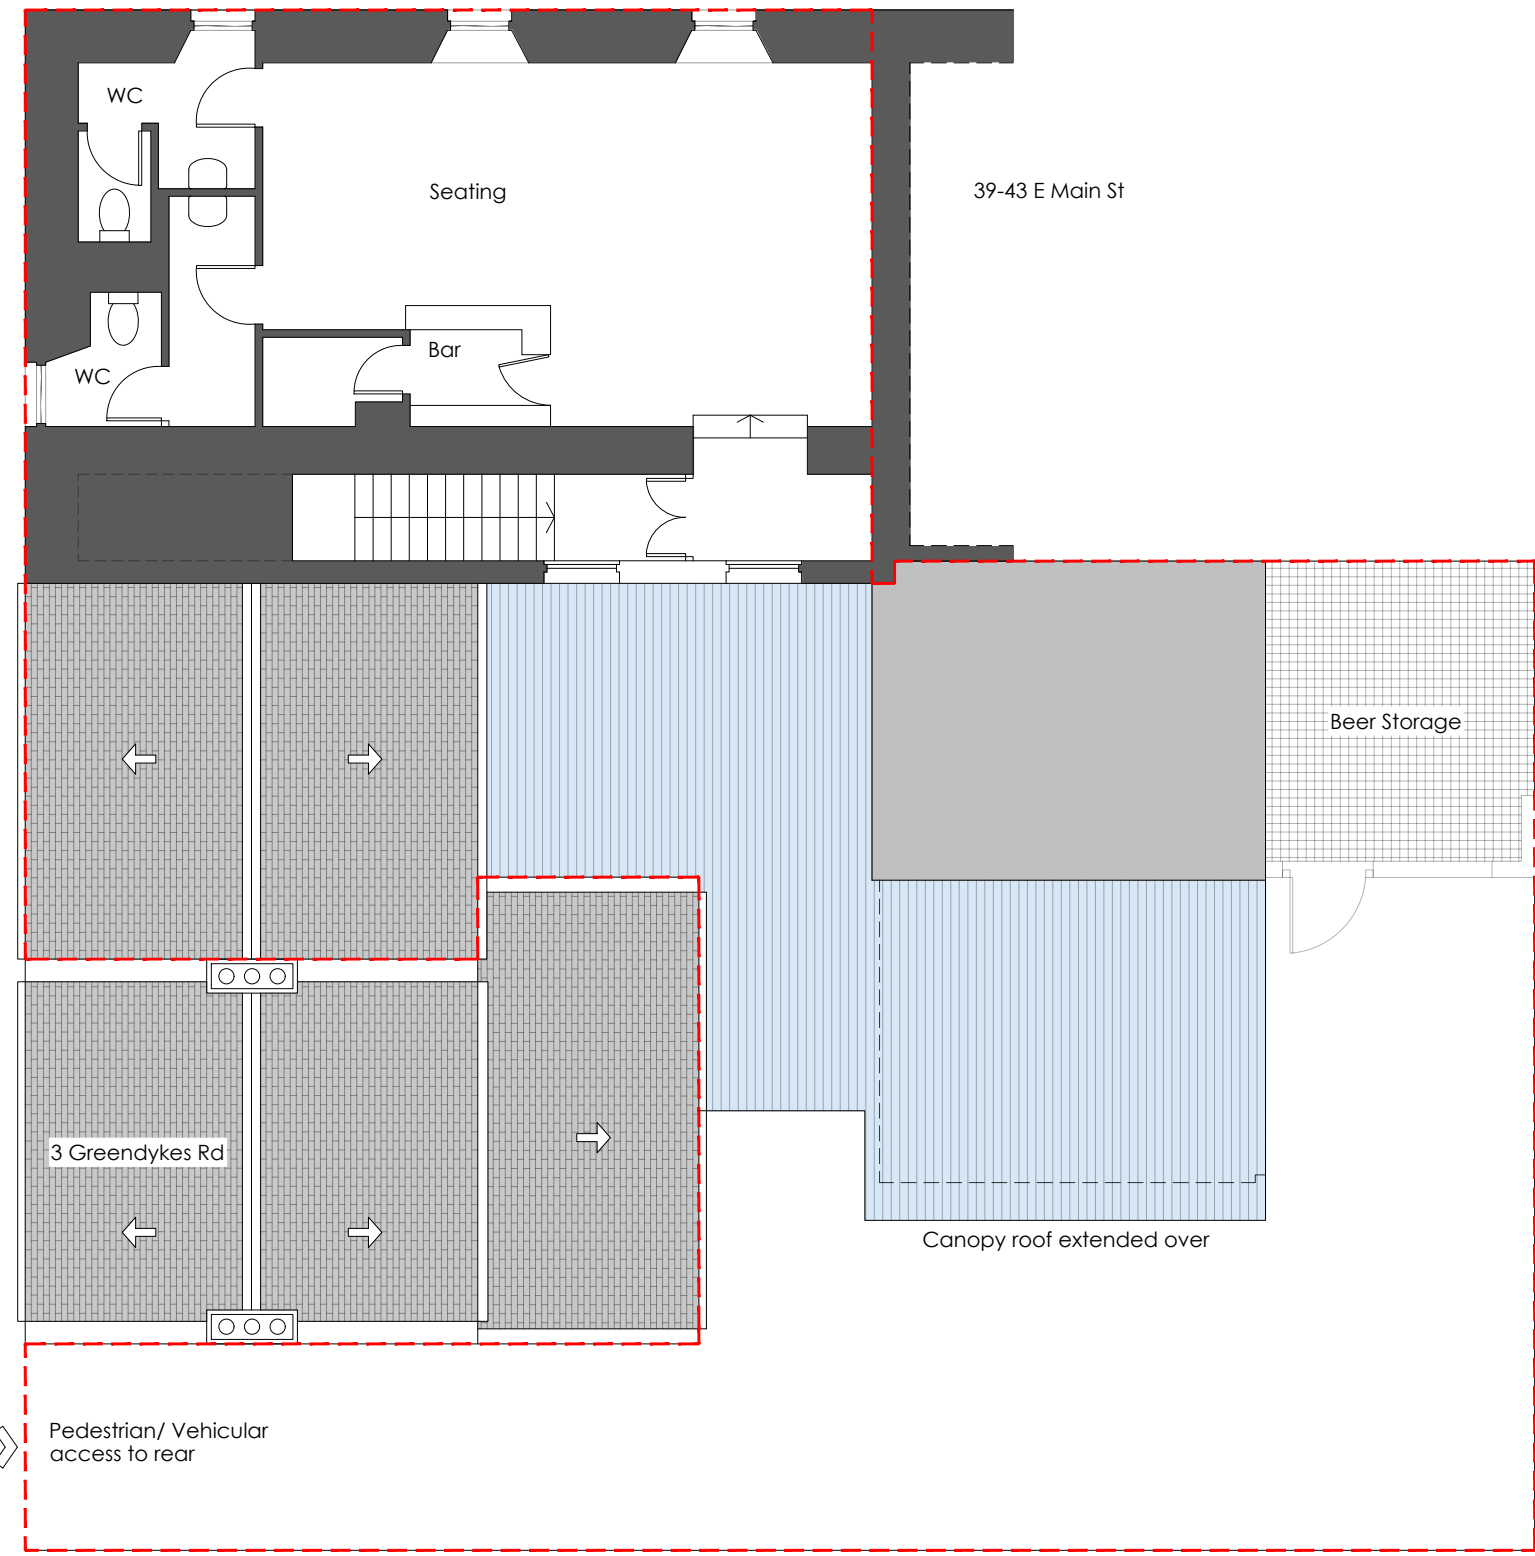 WC
Seating
39-43 E Main St
Bar
WC
Beer Storage
3 Greendykes Rd
Canopy roof extended over
Pedestrian/ Vehicular
access to rear